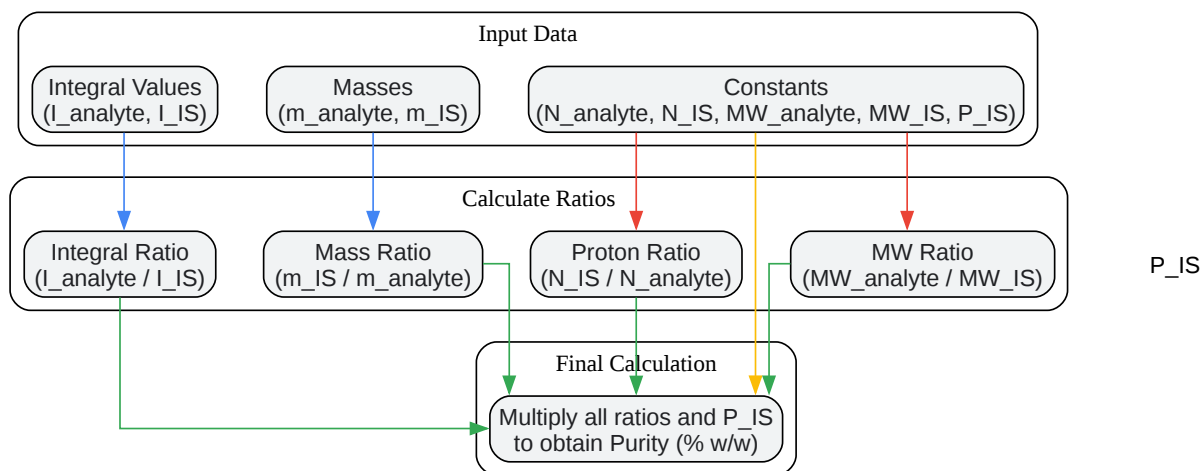 Input Data
Integral Values
(I_analyte, I_IS)
Masses
(m_analyte, m_IS)
Constants
(N_analyte, N_IS, MW_analyte, MW_IS, P_IS)
Calculate Ratios
Integral Ratio
(I_analyte / I_IS)
Mass Ratio
(m_IS / m_analyte)
Proton Ratio
(N_IS / N_analyte)
MW Ratio
(MW_analyte / MW_IS)
P_IS
Final Calculation
Multiply all ratios and P_IS
to obtain Purity (% w/w)